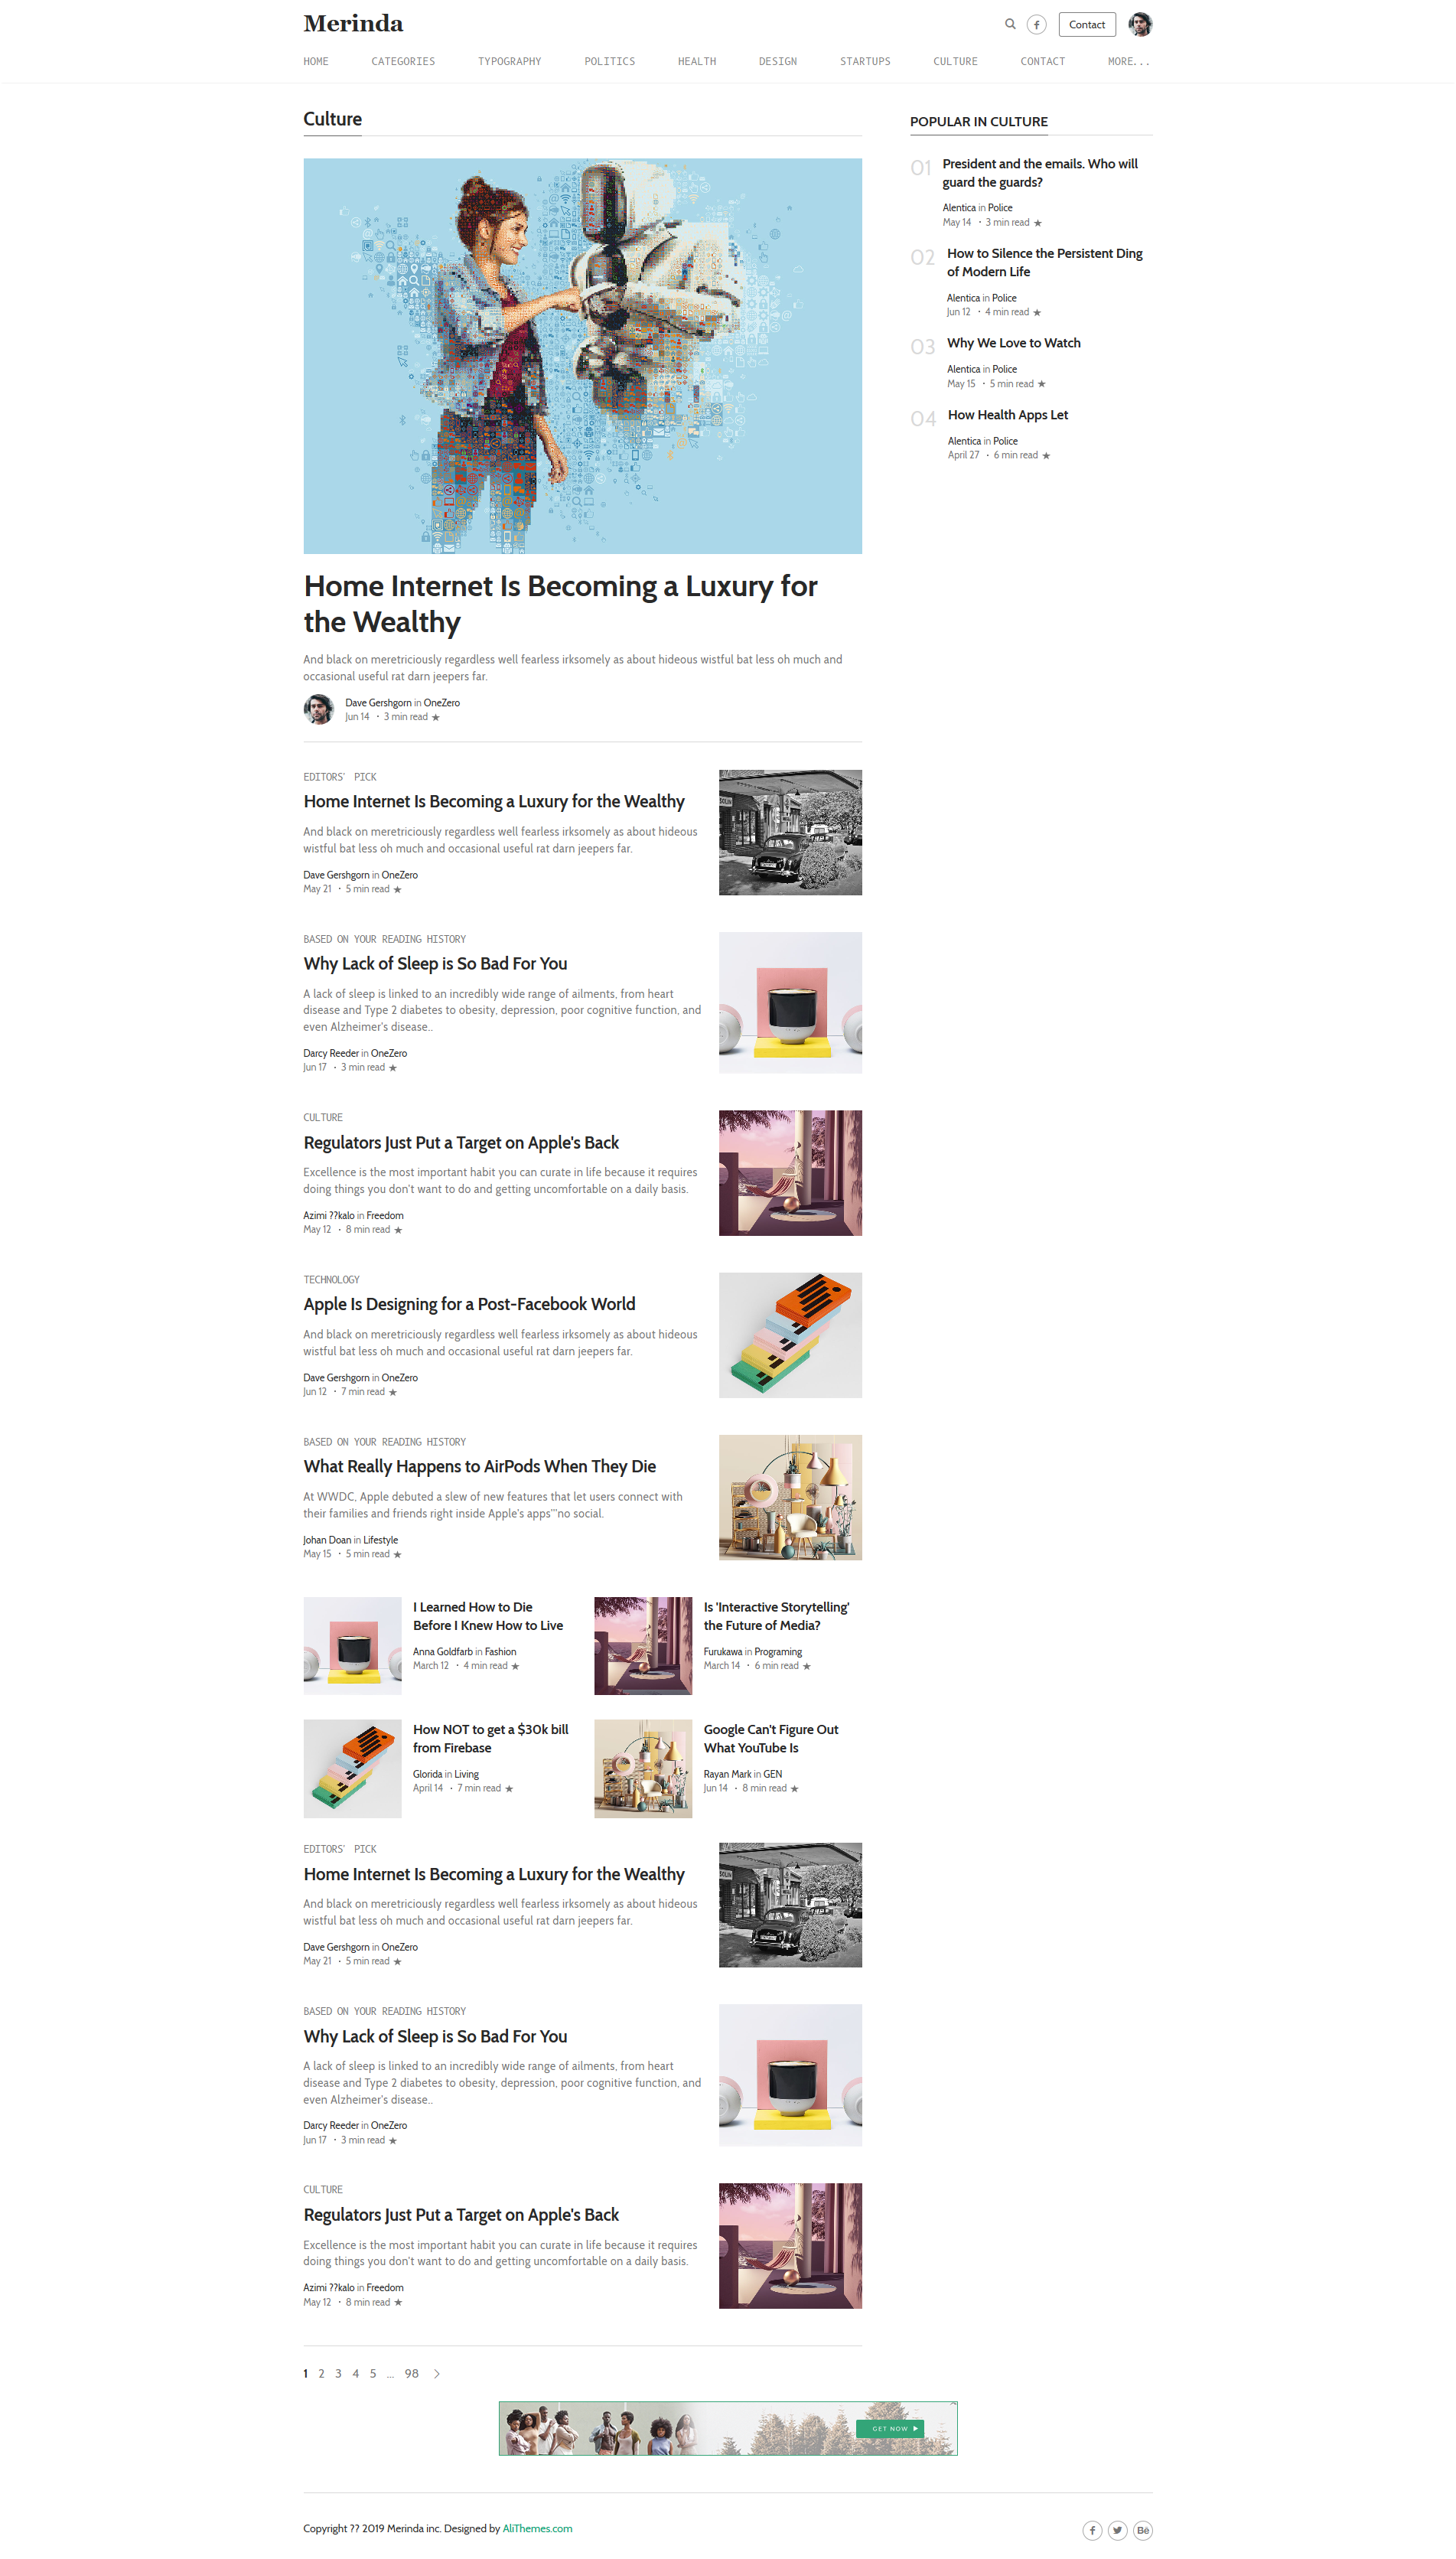 Merinda
Contact
HOME CATEGORIES TYPOGRAPHY POLITICS HEALTH DESIGN STARTUPS CULTURE CONTACT MORE...
Culture
Home Internet Is Becoming a Luxury for
the Wealthy
And black on meretriciously regardless well fearless irksomely as about hideous wistful bat less oh much and
occasional useful rat darn jeepers far.
Dave Gershgorn in OneZero
Jun 14 · 3 min read ★
EDITORS' PICK
Home Internet Is Becoming a Luxury for the Wealthy
And black on meretriciously regardless well fearless irksomely as about hideous
wistful bat less oh much and occasional useful rat darn jeepers far.
Dave Gershgorn in OneZero
May 21 · 5 min read ★
BASED ON YOUR READING HISTORY
Why Lack of Sleep is So Bad For You
A lack of sleep is linked to an incredibly wide range of ailments, from heart
disease and Type 2 diabetes to obesity, depression, poor cognitive function, and
even Alzheimer's disease..
Darcy Reeder in OneZero
Jun 17 · 3 min read ★
CULTURE
Regulators Just Put a Target on Apple's Back
Excellence is the most important habit you can curate in life because it requires
doing things you don't want to do and getting uncomfortable on a daily basis.
Azimi ??kalo in Freedom
May 12 · 8 min read ★
TECHNOLOGY
Apple Is Designing for a Post-Facebook World
And black on meretriciously regardless well fearless irksomely as about hideous
wistful bat less oh much and occasional useful rat darn jeepers far.
Dave Gershgorn in OneZero
Jun 12 · 7 min read ★
BASED ON YOUR READING HISTORY
What Really Happens to AirPods When They Die
At WWDC, Apple debuted a slew of new features that let users connect with
their families and friends right inside Apple's apps""no social.
Johan Doan in Lifestyle
May 15 · 5 min read ★
I Learned How to Die
Before I Knew How to Live
Anna Goldfarb in Fashion
March 12 · 4 min read ★
Is 'Interactive Storytelling'
the Future of Media?
Furukawa in Programing
March 14 · 6 min read ★
How NOT to get a $30k bill
from Firebase
Glorida in Living
April 14 · 7 min read ★
Google Can't Figure Out
What YouTube Is
Rayan Mark in GEN
Jun 14 · 8 min read ★
EDITORS' PICK
Home Internet Is Becoming a Luxury for the Wealthy
And black on meretriciously regardless well fearless irksomely as about hideous
wistful bat less oh much and occasional useful rat darn jeepers far.
Dave Gershgorn in OneZero
May 21 · 5 min read ★
BASED ON YOUR READING HISTORY
Why Lack of Sleep is So Bad For You
A lack of sleep is linked to an incredibly wide range of ailments, from heart
disease and Type 2 diabetes to obesity, depression, poor cognitive function, and
even Alzheimer's disease..
Darcy Reeder in OneZero
Jun 17 · 3 min read ★
CULTURE
Regulators Just Put a Target on Apple's Back
Excellence is the most important habit you can curate in life because it requires
doing things you don't want to do and getting uncomfortable on a daily basis.
Azimi ??kalo in Freedom
May 12 · 8 min read ★
1 2 3 4 5 ... 98
POPULAR IN CULTURE
01 President and the emails. Who will
guard the guards?
Alentica in Police
May 14 · 3 min read ★
02 How to Silence the Persistent Ding
of Modern Life
Alentica in Police
Jun 12 · 4 min read ★
03 Why We Love to Watch
Alentica in Police
May 15 · 5 min read ★
04 How Health Apps Let
Alentica in Police
April 27 · 6 min read ★
GET NOW
Copyright ?? 2019 Merinda inc. Designed by AliThemes.com
Bē